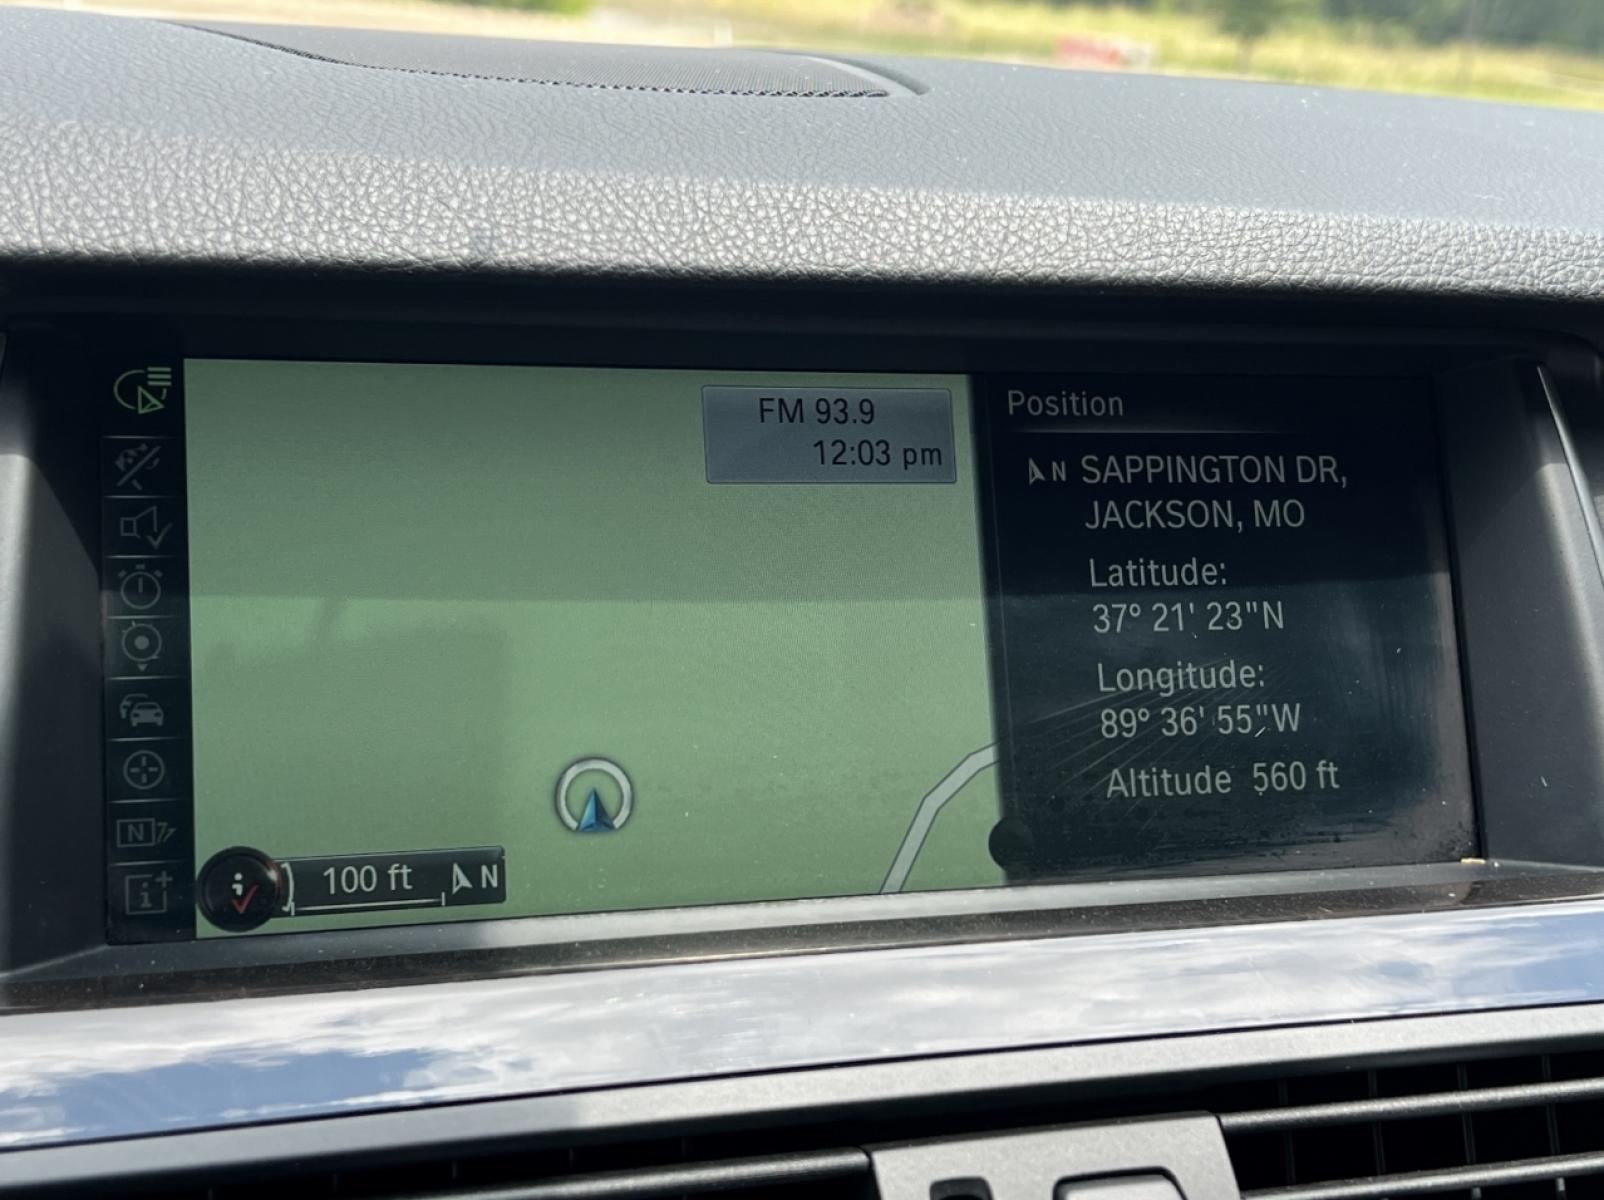 FM 93.9
12:03 pm
Position
N SAPPINGTON DR,
JACKSON, MO
Latitude:
37° 21' 23"N
Longitude:
89° 36' 55"W
Altitude 560 ft
N
i
i
100 ft N